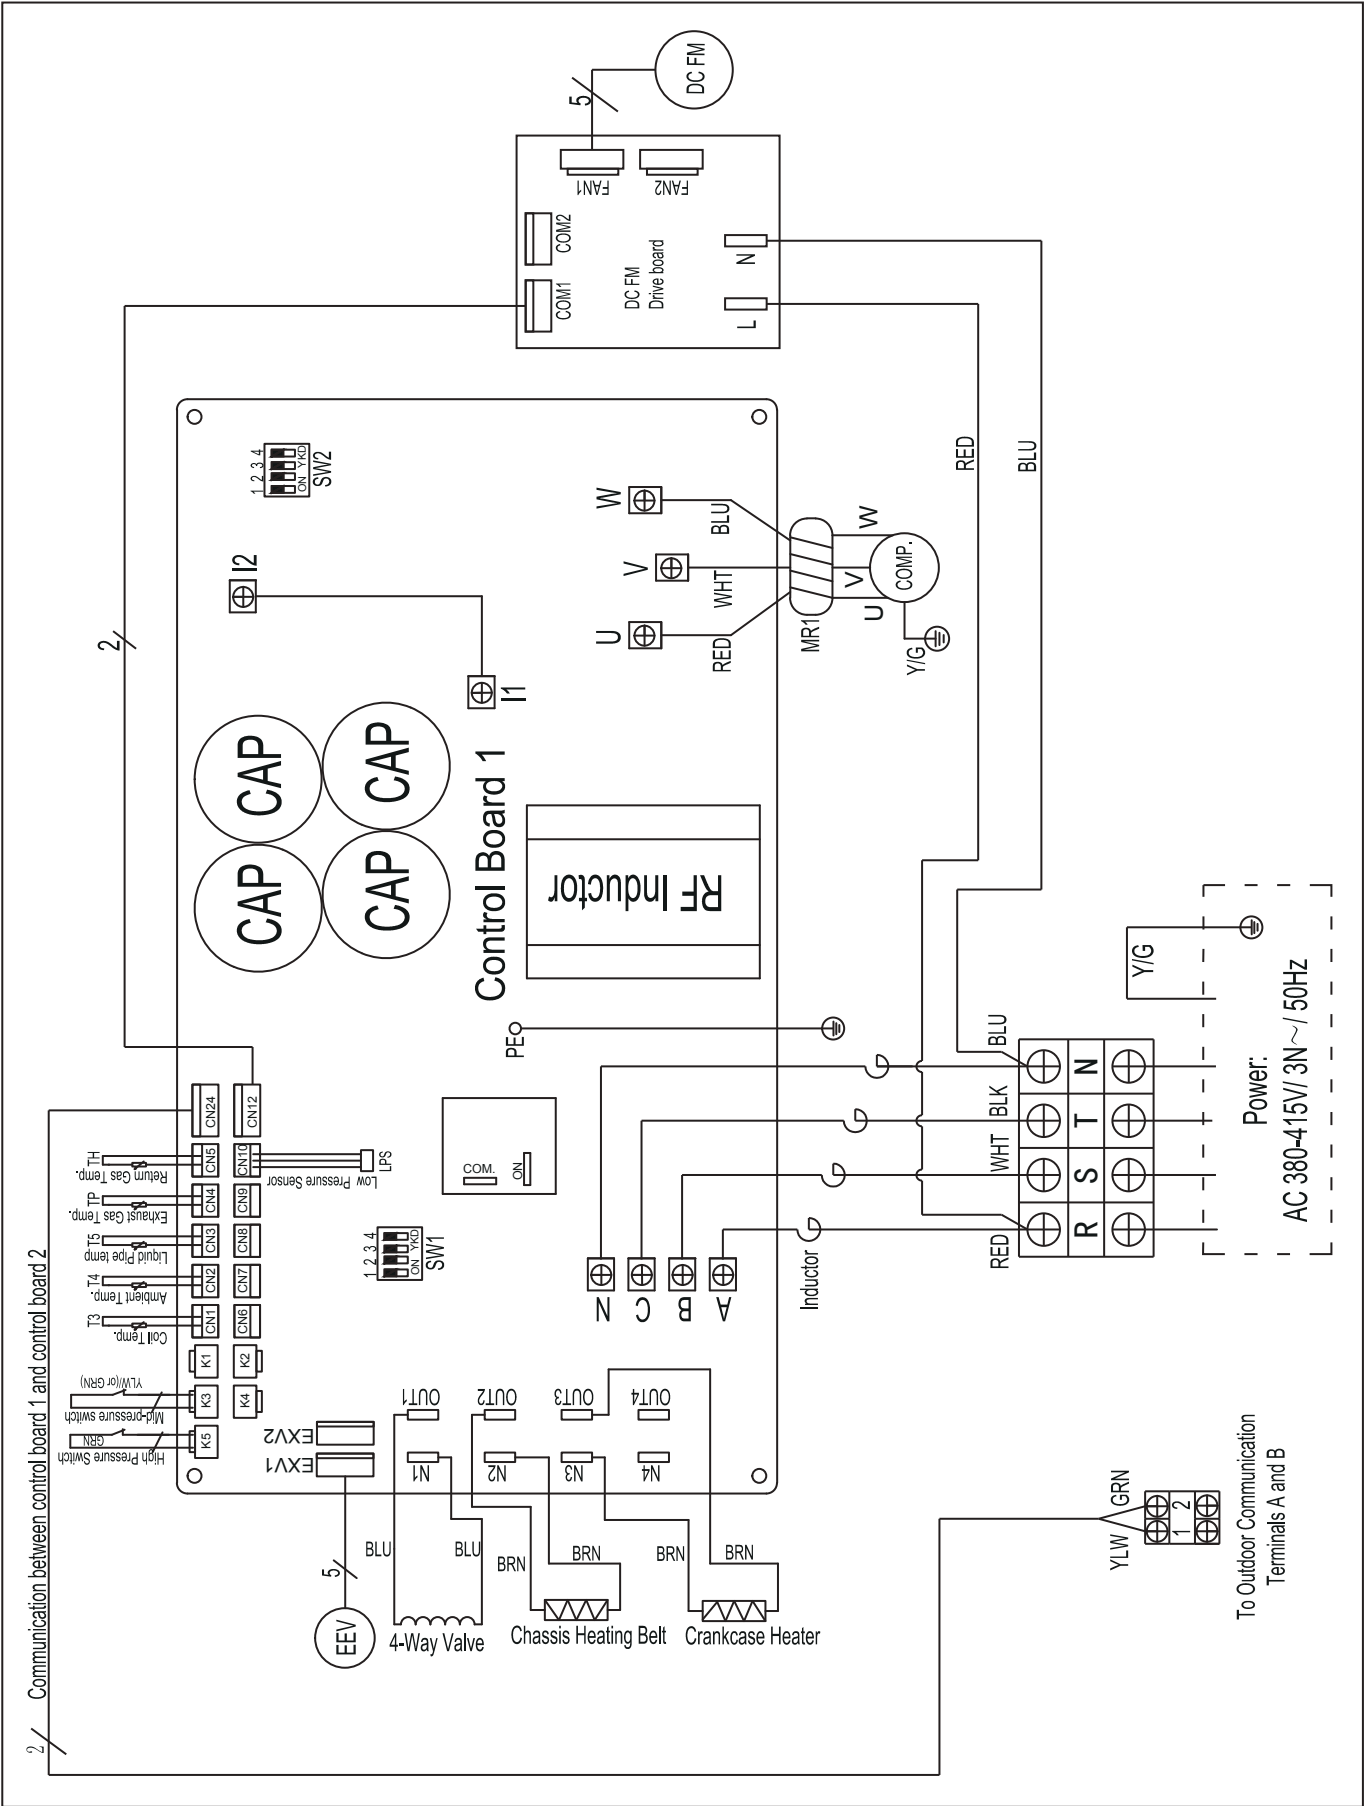 DC FM
5
FAN1
FAN2
COM2
COM1
DC FM
Drive board
N
L
2
RED
BLU
1 2 3 4
ON YKD
SW2
I2
I1
W
V
U
BLU
WHT
RED
MR1
W
V
U
COMP.
Y/G
CAP
CAP
CAP
CAP
Control Board 1
RF Inductor
PE
CN24
CN12
CN5
CN10
CN4
CN9
CN3
CN8
CN2
CN7
CN1
CN6
K1
K2
K3
K4
K5
TH
Return Gas Temp.
TP
Exhaust Gas Temp.
T5
Liquid Pipe temp
T4
Ambient Temp.
T3
Coil Temp.
YLW/(or GRN)
Mid-pressure switch
GRN
High Pressure Switch
LPS
Low Pressure Sensor
COM.
ON
1 2 3 4
ON YKD
SW1
Communication between control board 1 and control board 2
2
EXV2
EXV1
OUT1
OUT2
OUT3
OUT4
N1
N2
N3
N4
N
C
B
A
Inductor
BLU
BLK
WHT
RED
N
T
S
R
Y/G
Power:
AC 380-415V/ 3N ～/ 50Hz
5
EEV
BLU
BLU
4-Way Valve
BRN
BRN
Chassis Heating Belt
BRN
BRN
Crankcase Heater
YLW
GRN
1
2
To Outdoor Communication
Terminals A and B